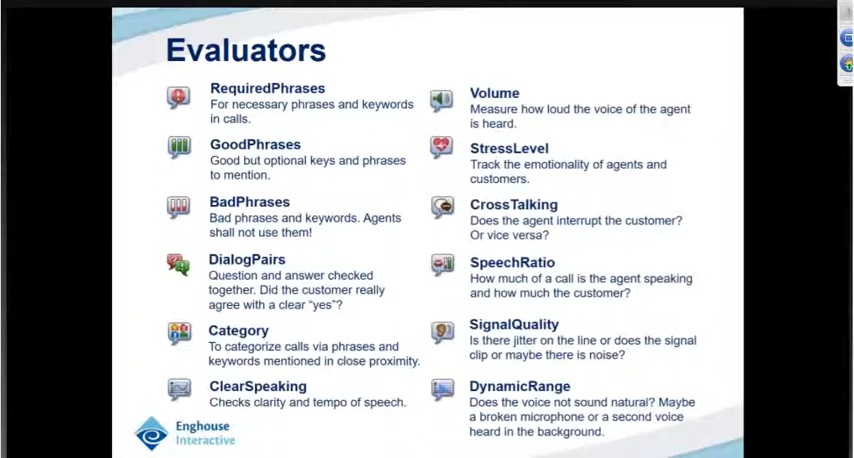 Evaluators
RequiredPhrases
For necessary phrases and keywords
in calls.
GoodPhrases
Good but optional keys and phrases
to mention.
BadPhrases
Bad phrases and keywords. Agents
shall not use them!
DialogPairs
Question and answer checked
together. Did the customer really
agree with a clear “yes”?
Category
To categorize calls via phrases and
keywords mentioned in close proximity.
ClearSpeaking
Checks clarity and tempo of speech.
Volume
Measure how loud the voice of the agent
is heard.
StressLevel
Track the emotionality of agents and
customers.
CrossTalking
Does the agent interrupt the customer?
Or vice versa?
SpeechRatio
How much of a call is the agent speaking
and how much the customer?
SignalQuality
Is there jitter on the line or does the signal
clip or maybe there is noise?
DynamicRange
Does the voice not sound natural? Maybe
a broken microphone or a second voice
heard in the background.
Enghouse
Interactive